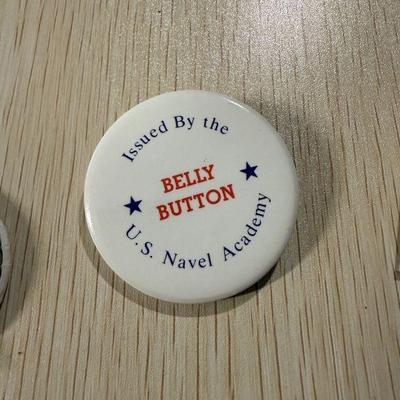 Issued By the
BELLY
BUTTON
U.S. Navel Academy